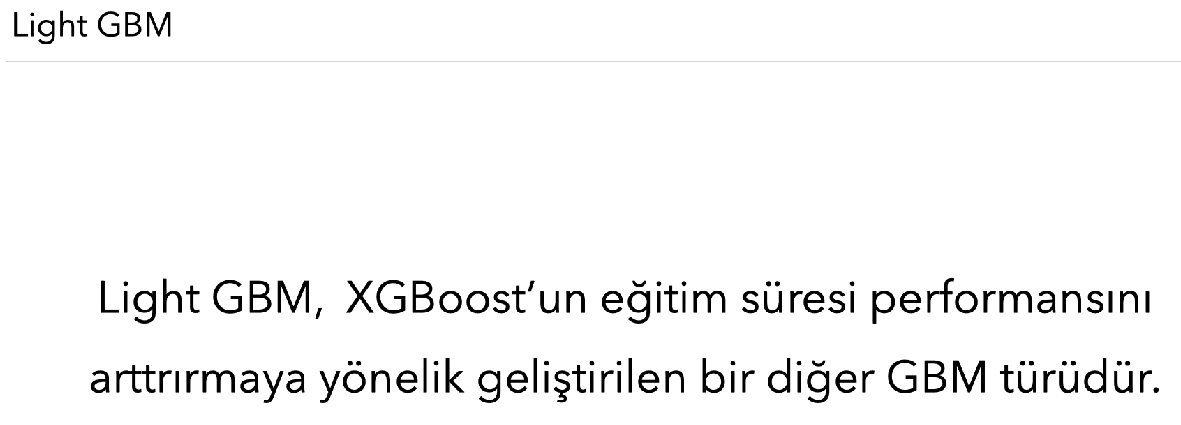 Light GBM
Light GBM, XGBoost’un eğitim süresi performansını
arttrırmaya yönelik geliştirilen bir diğer GBM türüdür.